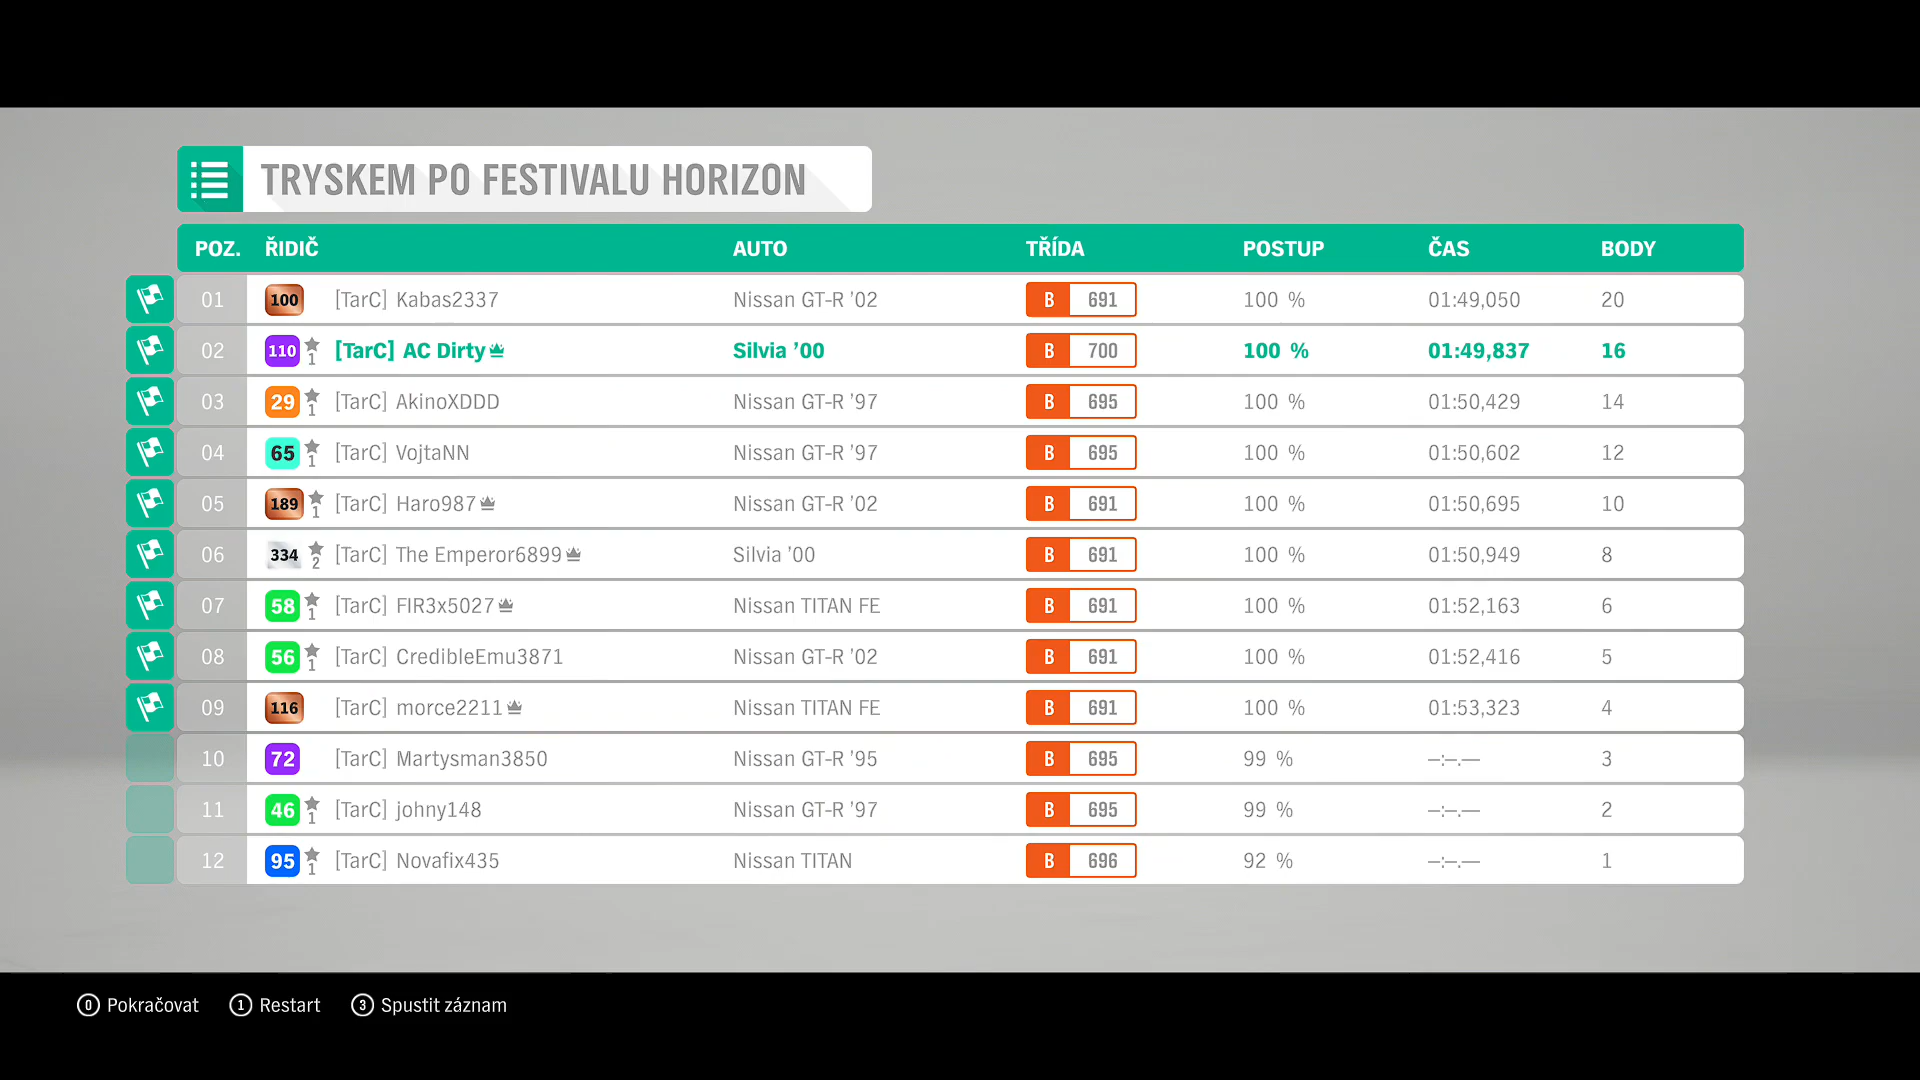 TRYSKEM PO FESTIVALU HORIZON
POZ. ŘIDIČ AUTO TŘÍDA POSTUP ČAS BODY
01 100 [TarC] Kabas2337 Nissan GT-R ’02 B 691 100 % 01:49,050 20
02 110 1 [TarC] AC Dirty Silvia ’00 B 700 100 % 01:49,837 16
03 29 1 [TarC] AkinoXDDD Nissan GT-R ’97 B 695 100 % 01:50,429 14
04 65 1 [TarC] VojtaNN Nissan GT-R ’97 B 695 100 % 01:50,602 12
05 189 1 [TarC] Haro987 Nissan GT-R ’02 B 691 100 % 01:50,695 10
06 334 2 [TarC] The Emperor6899 Silvia ’00 B 691 100 % 01:50,949 8
07 58 1 [TarC] FIR3x5027 Nissan TITAN FE B 691 100 % 01:52,163 6
08 56 1 [TarC] CredibleEmu3871 Nissan GT-R ’02 B 691 100 % 01:52,416 5
09 116 [TarC] morce2211 Nissan TITAN FE B 691 100 % 01:53,323 4
10 72 [TarC] Martysman3850 Nissan GT-R ’95 B 695 99 % –:–.–– 3
11 46 1 [TarC] johny148 Nissan GT-R ’97 B 695 99 % –:–.–– 2
12 95 1 [TarC] Novafix435 Nissan TITAN B 696 92 % –:–.–– 1
0 Pokračovat 1 Restart 3 Spustit záznam